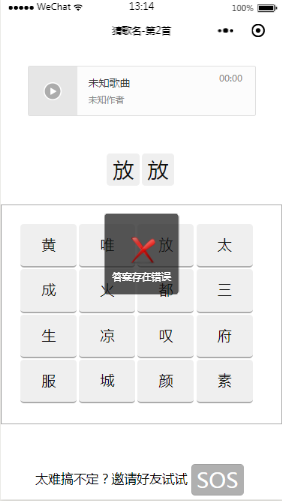 WeChat 13:14 100%
猜歌名-第2首
未知歌曲 00:00
未知作者
放 放
黄 唯 放 太
答案存在错误
成 火 都 三
生 凉 叹 府
服 城 颜 素
太难搞不定？邀请好友试试 SOS